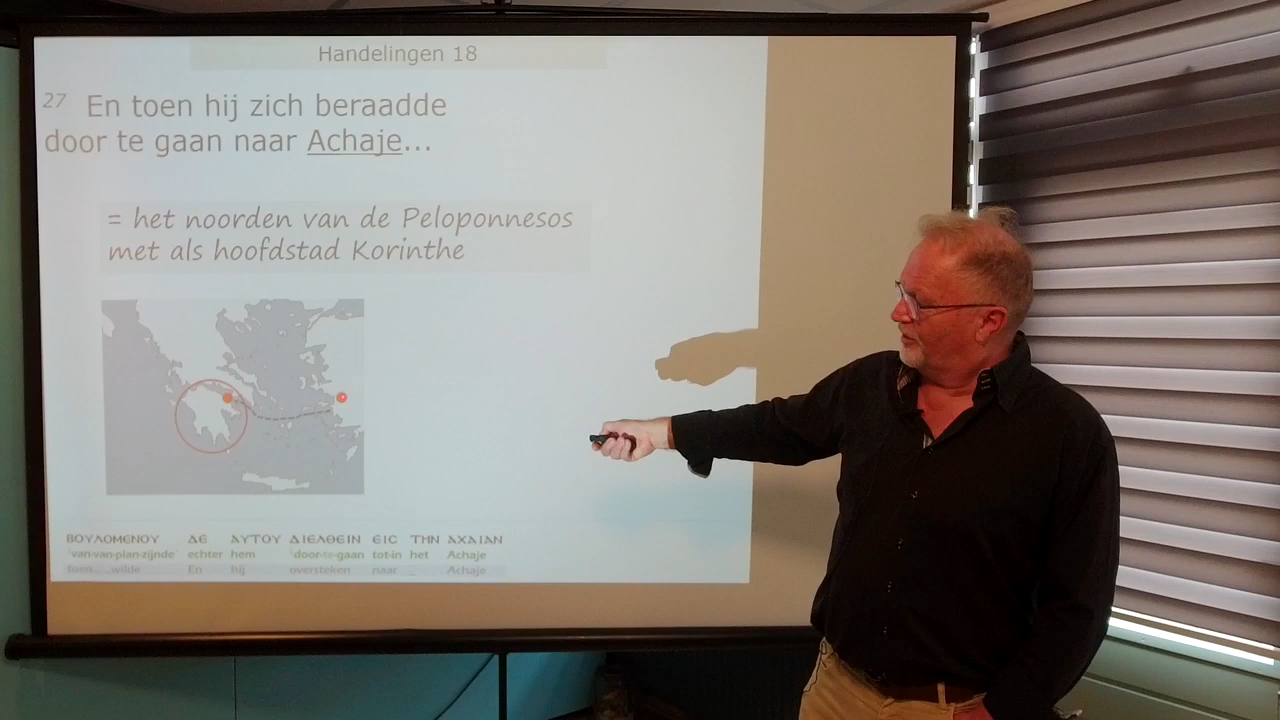 Handelingen 18
27 En toen hij zich beraadde
door te gaan naar Achaje...
= het noorden van de Peloponnesos
met als hoofdstad Korinthe
ΒΟΥΛΟΜΕΝΟΥ ΔΕ ΑΥΤΟΥ ΔΙΕΛΘΕΙΝ ΕΙϹ ΤΗΝ ΑΧΑΙΑΝ
van-van-plan-zijnde echter hem door-te-gaan tot-in het Achaje
toen.....wilde En hij oversteken naar _ Achaje